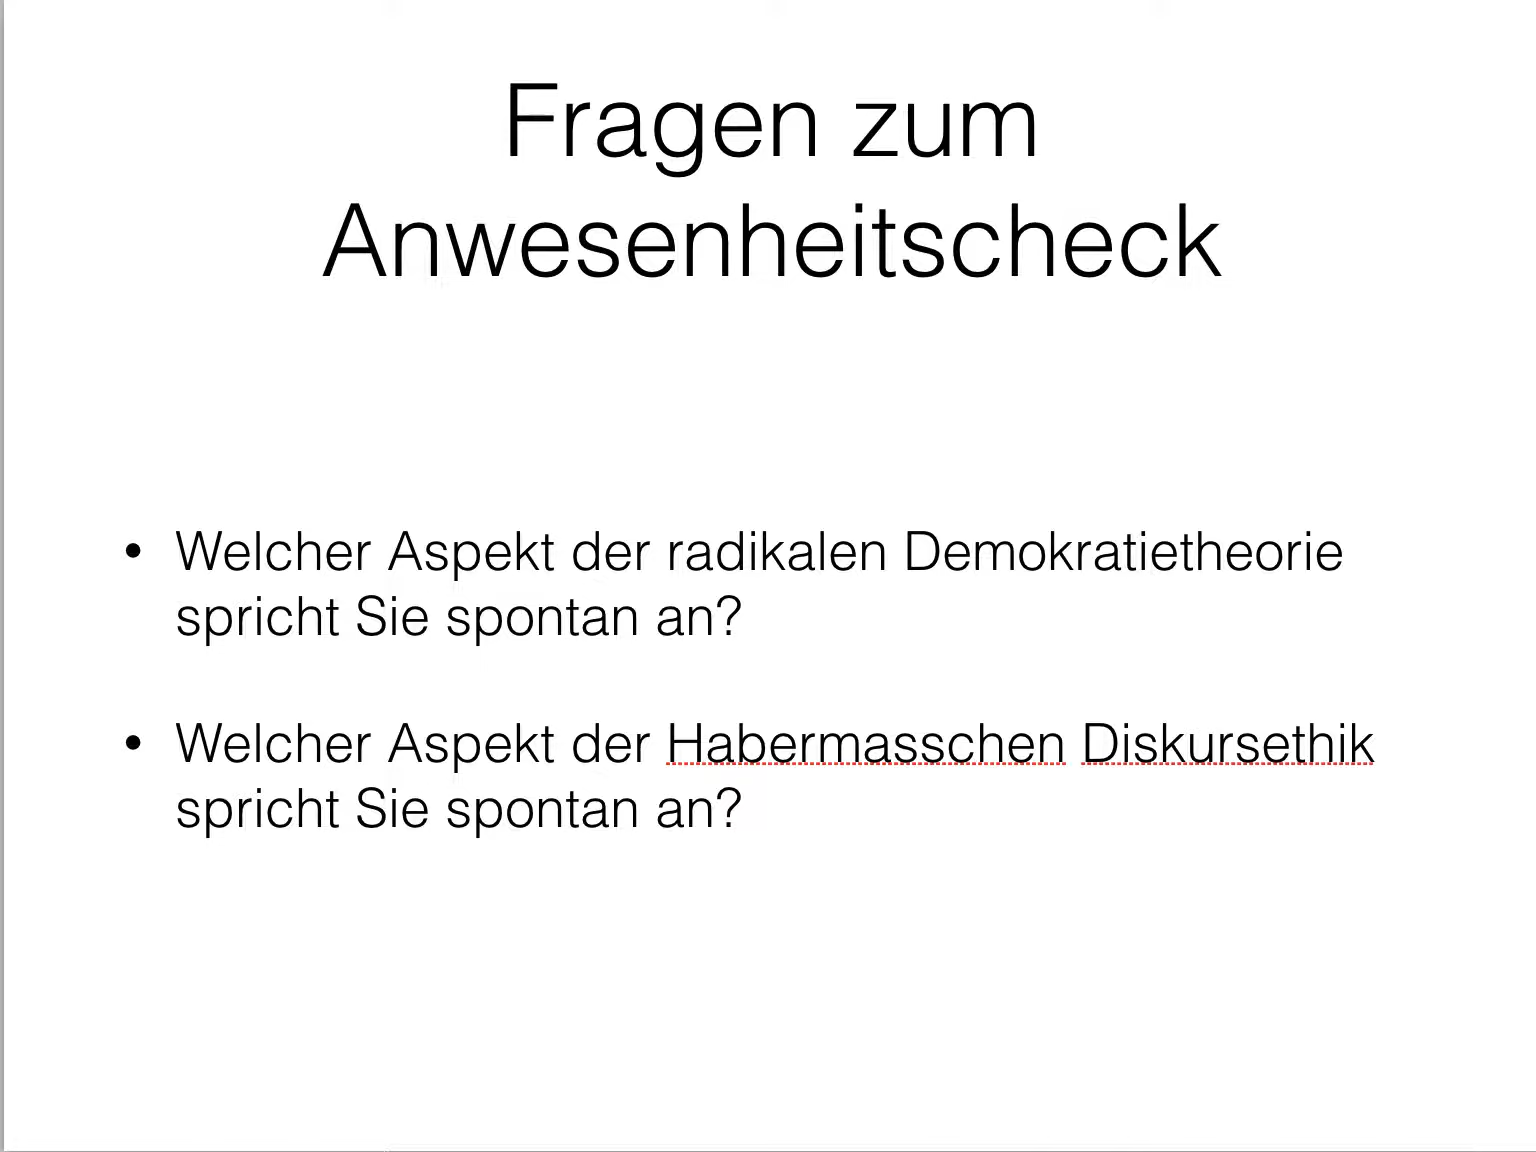 Fragen zum
Anwesenheitscheck
• Welcher Aspekt der radikalen Demokratietheorie
spricht Sie spontan an?
• Welcher Aspekt der Habermasschen Diskursethik
spricht Sie spontan an?